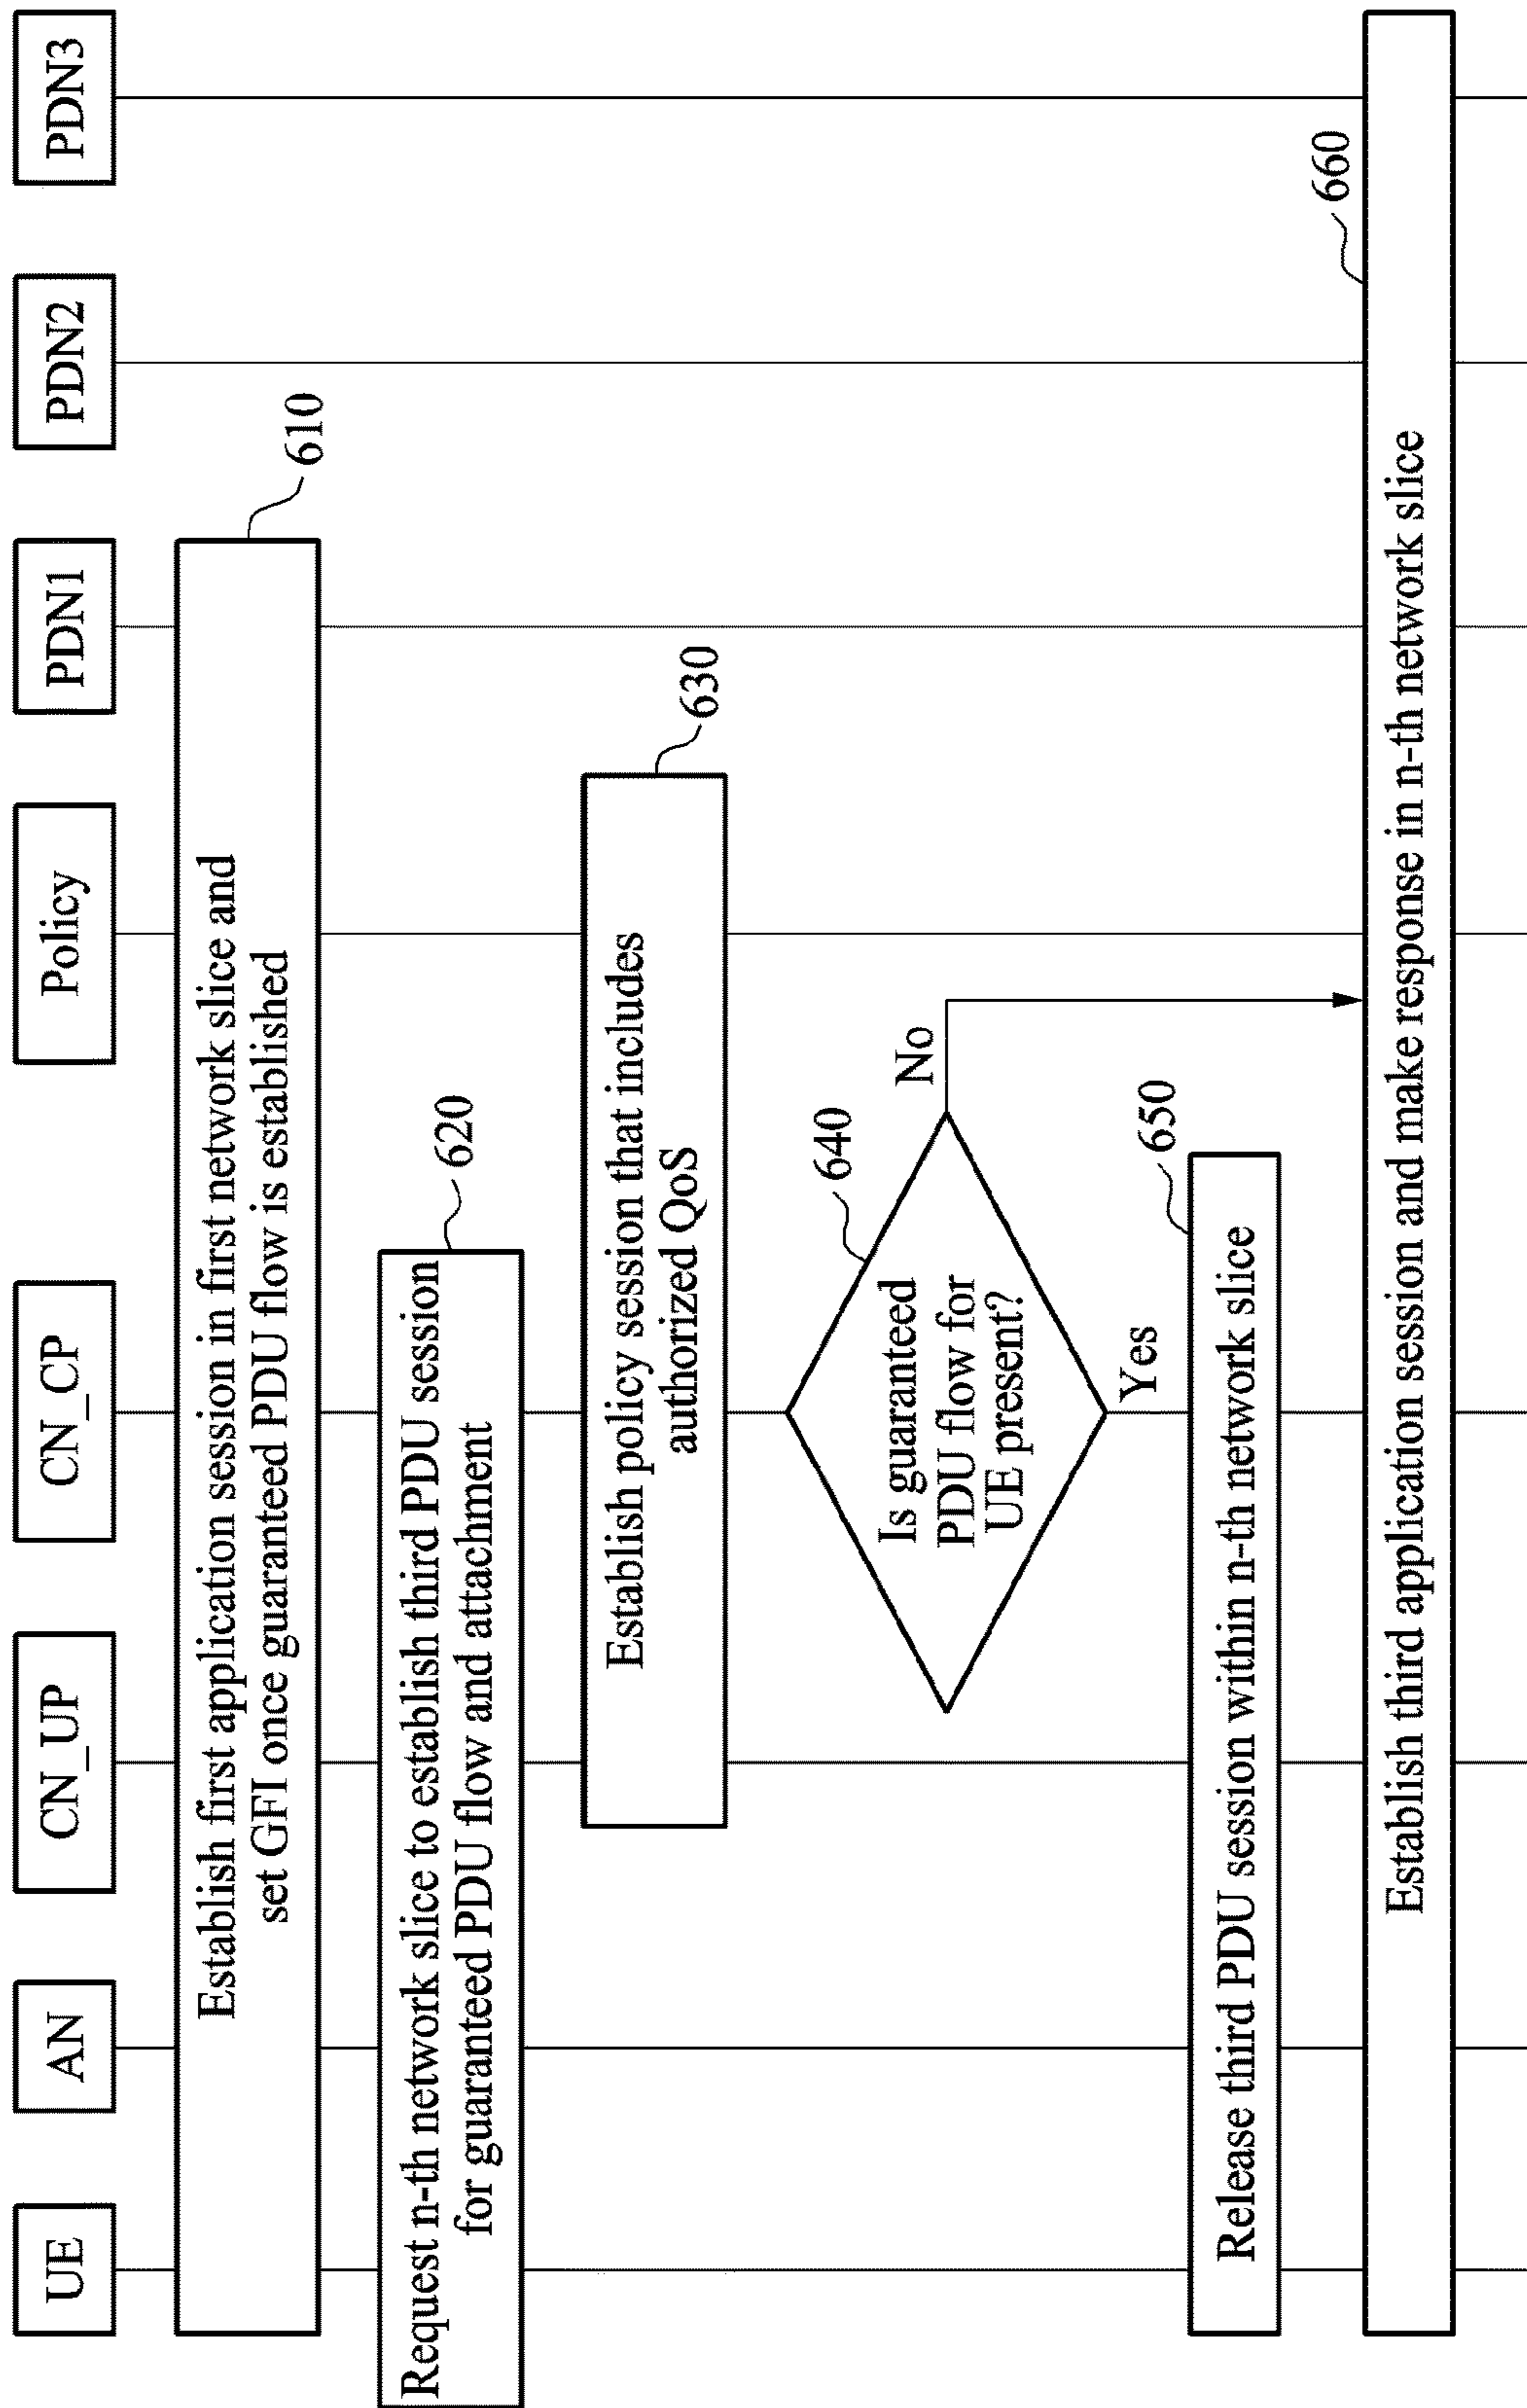 UE
AN
CN_UP
CN_CP
Policy
PDN1
PDN2
PDN3
Establish first application session in first network slice and
set GFI once guaranteed PDU flow is established
610
Request n-th network slice to establish third PDU session
for guaranteed PDU flow and attachment
620
Establish policy session that includes
authorized QoS
630
Is guaranteed
PDU flow for
UE present?
640
No
Yes
Release third PDU session within n-th network slice
650
Establish third application session and make response in n-th network slice
660